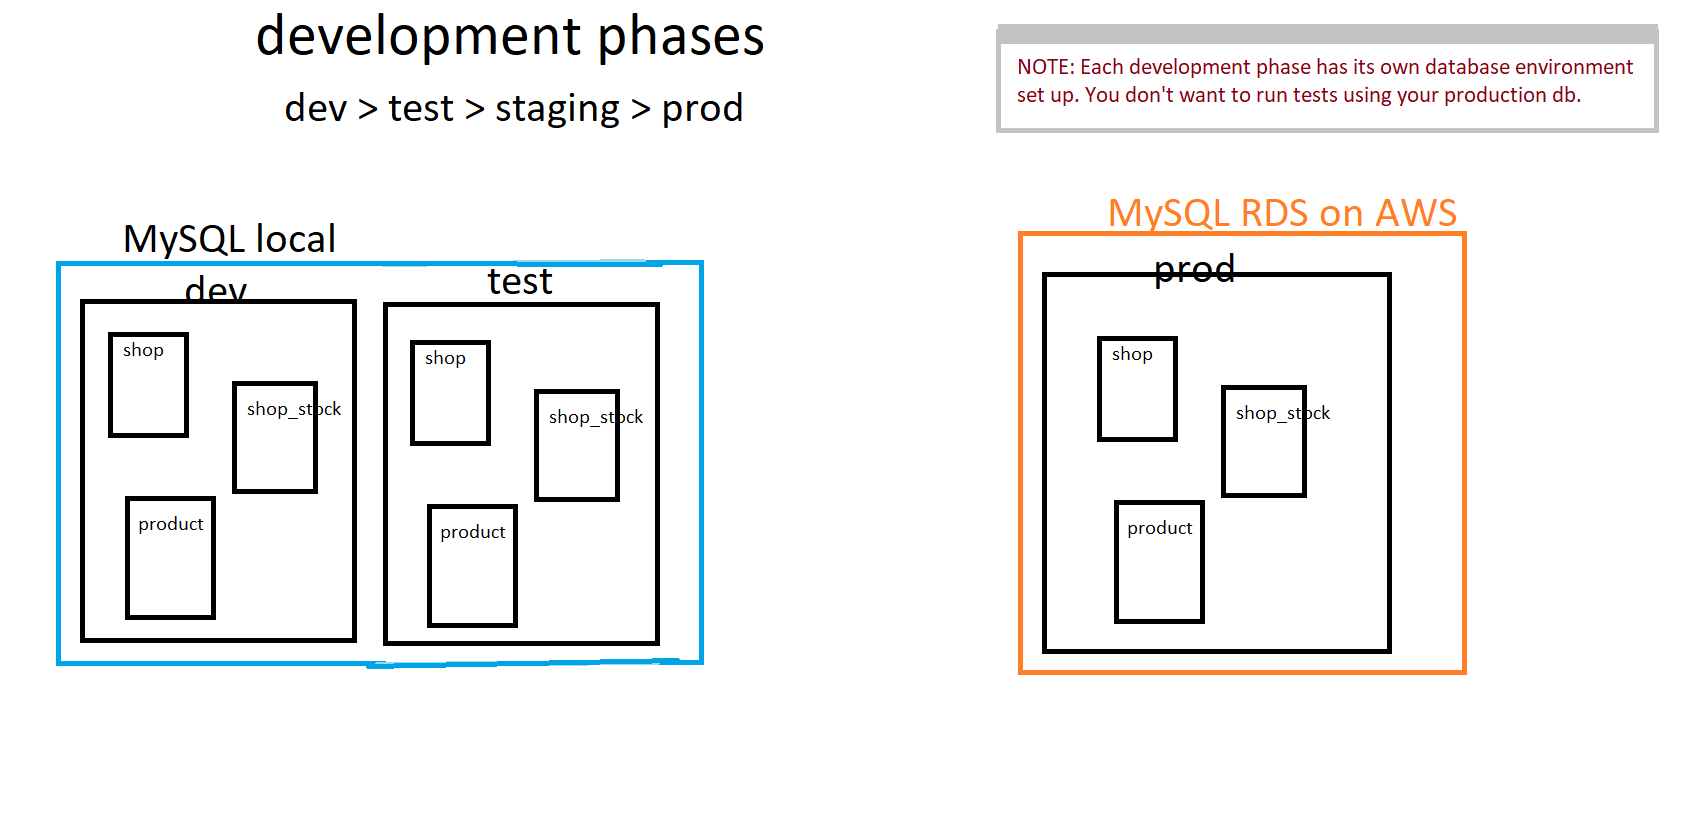 development phases
dev > test > staging > prod
NOTE: Each development phase has its own database environment
set up. You don't want to run tests using your production db.
MySQL local
dev
test
shop
shop_stock
product
shop
shop_stock
product
MySQL RDS on AWS
prod
shop
shop_stock
product